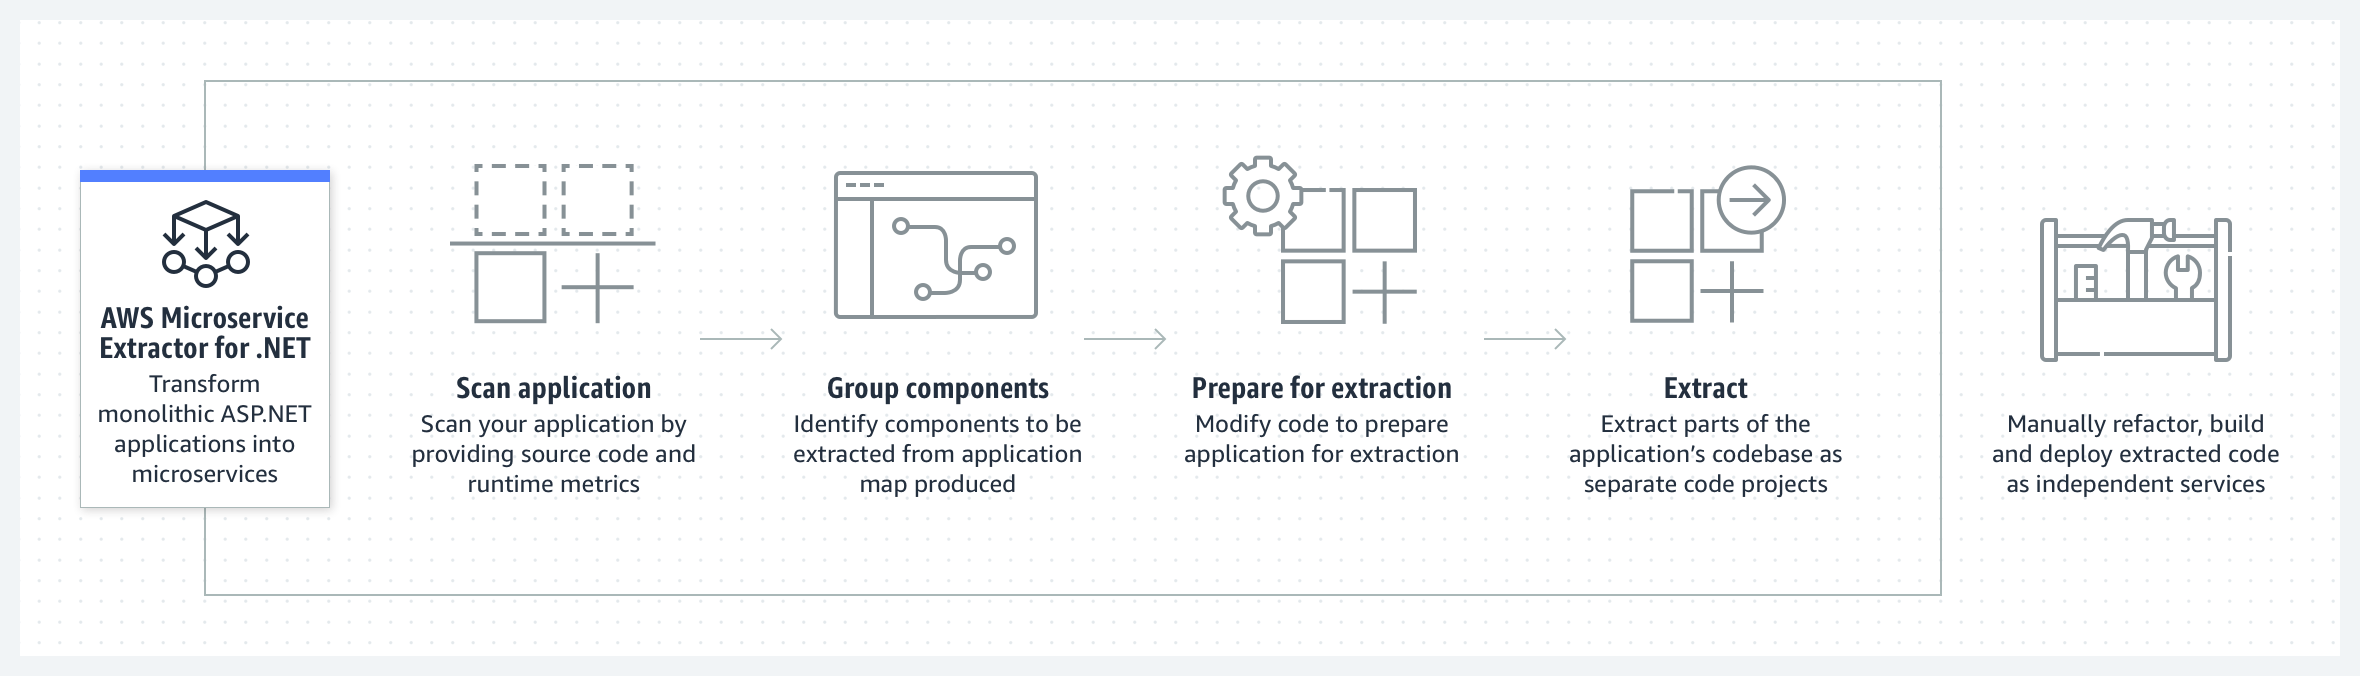 AWS Microservice
Extractor for .NET
Transform
monolithic ASP.NET
applications into
microservices
Scan application
Scan your application by
providing source code and
runtime metrics
Group components
Identify components to be
extracted from application
map produced
Prepare for extraction
Modify code to prepare
application for extraction
Extract
Extract parts of the
application’s codebase as
separate code projects
Manually refactor, build
and deploy extracted code
as independent services